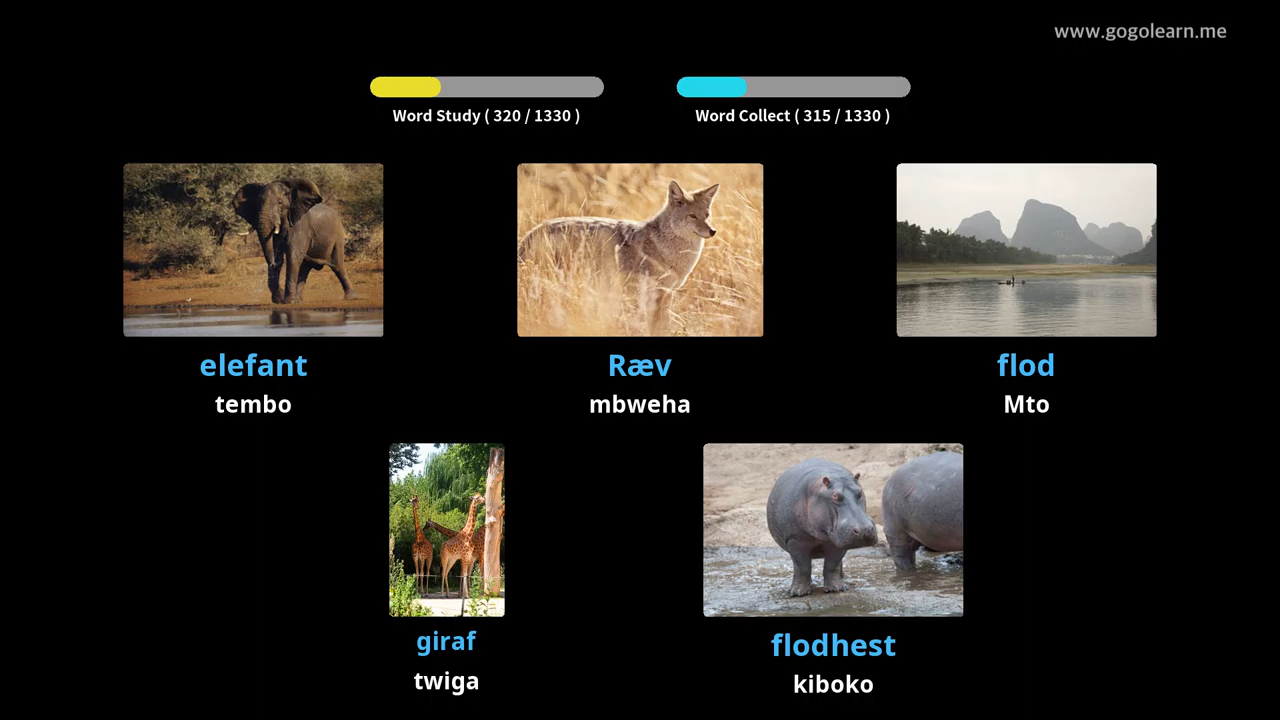 www.gogolearn.me
Word Study ( 320 / 1330 )
Word Collect ( 315 / 1330 )
elefant
tembo
Ræv
mbweha
flod
Mto
giraf
twiga
flodhest
kiboko